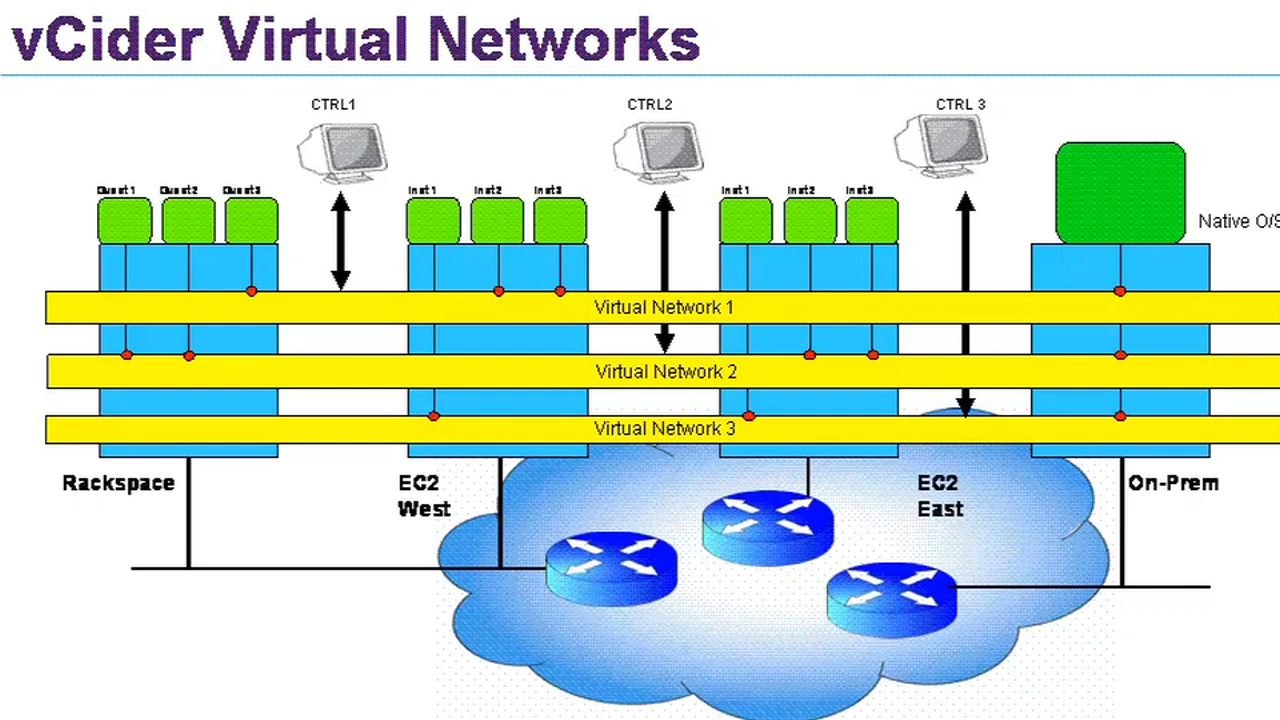 vCider Virtual Networks
CTRL1
CTRL2
CTRL 3
Guest1 Guest2 Guest3
Inst1 Inst2 Inst3
Inst1 Inst2 Inst3
Native O/S
Virtual Network 1
Virtual Network 2
Virtual Network 3
Rackspace
EC2
West
EC2
East
On-Prem